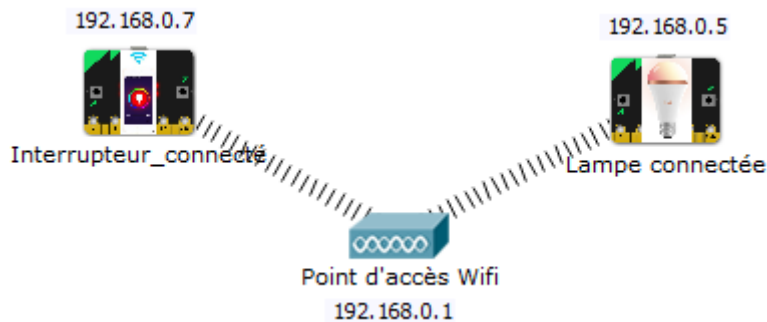 192.168.0.7
192.168.0.5
Interrupteur_connecté
Lampe connectée
Point d'accès Wifi
192.168.0.1